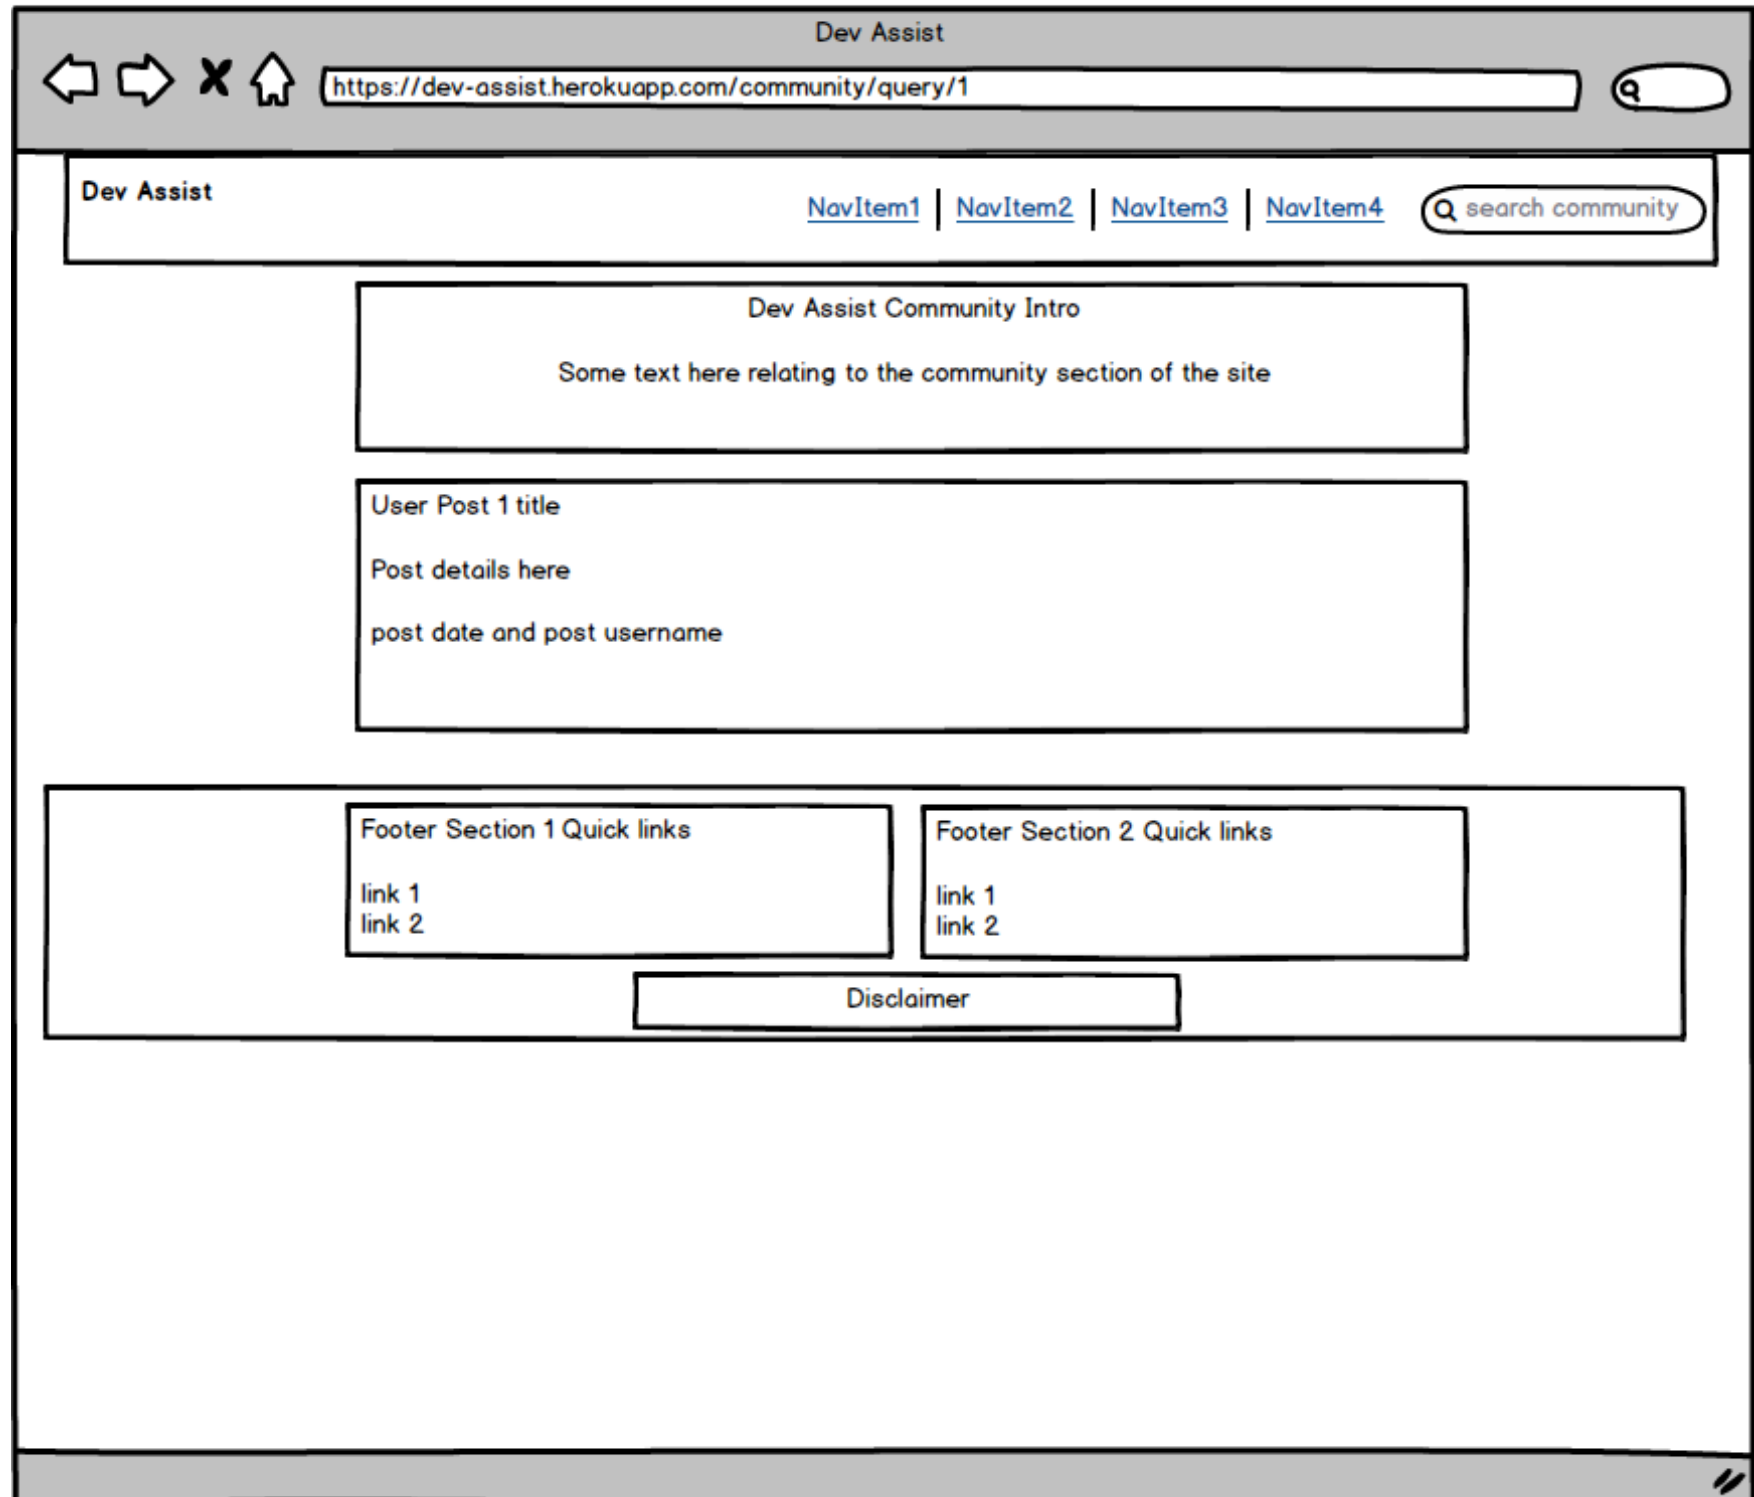 Dev Assist
https://dev-assist.herokuapp.com/community/query/1
Dev Assist
NavItem1 | NavItem2 | NavItem3 | NavItem4
search community
Dev Assist Community Intro
Some text here relating to the community section of the site
User Post 1 title
Post details here
post date and post username
Footer Section 1 Quick links
link 1
link 2
Footer Section 2 Quick links
link 1
link 2
Disclaimer